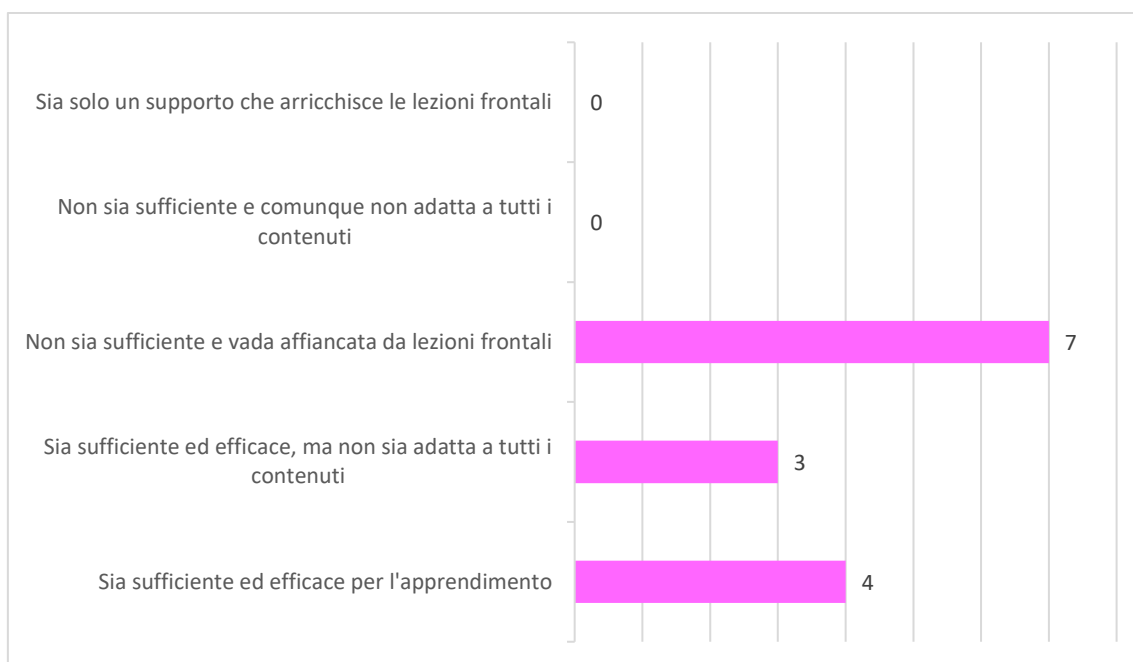 Sia solo un supporto che arricchisce le lezioni frontali
0
Non sia sufficiente e comunque non adatta a tutti i
contenuti
0
Non sia sufficiente e vada affiancata da lezioni frontali
7
Sia sufficiente ed efficace, ma non sia adatta a tutti i
contenuti
3
Sia sufficiente ed efficace per l'apprendimento
4